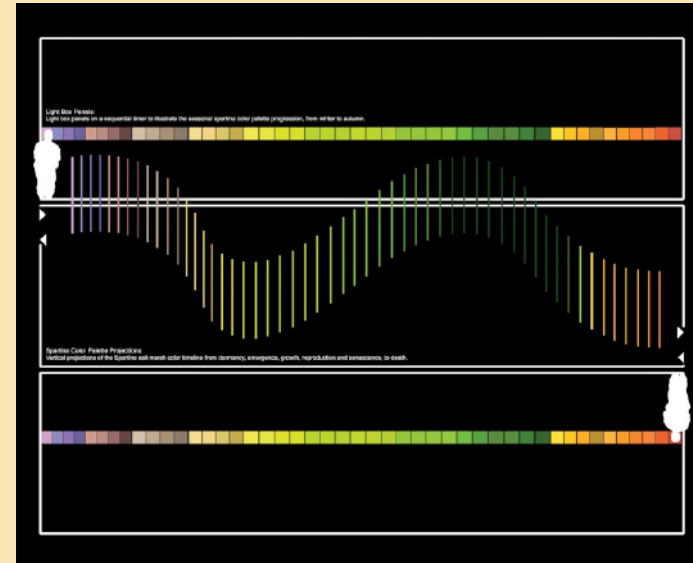 Light Box Panels:
Light box panels on a sequential timer to illustrate the seasonal spartina color palette progression, from winter to autumn.
Spartina Color Palette Projections:
Vertical projections of the Spartina salt marsh color timeline from dormancy, emergence, growth, reproduction and senescence, to death.